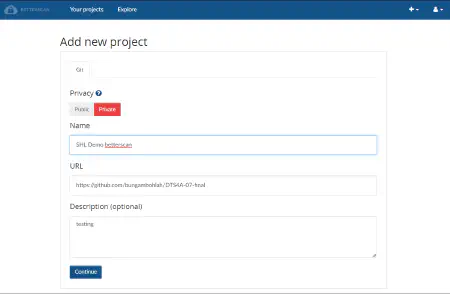 BETTERSCAN
Your projects
Explore
Add new project
Git
Privacy
Public
Private
Name
SHL Demo betterscan
URL
https://github.com/bungambohlah/DTS4A-07-final
Description (optional)
testing
Continue